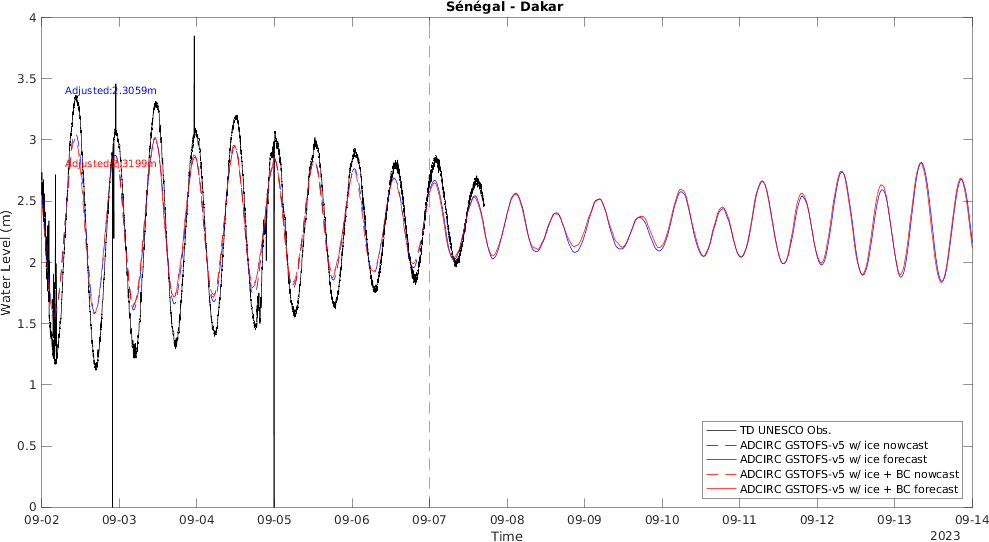 Sénégal - Dakar
4
3.5
3
2.5
2
1.5
1
0.5
0
Water Level (m)
Adjusted:2.3059m
Adjusted:2.3199m
TD UNESCO Obs.
ADCIRC GSTOFS-v5 w/ ice nowcast
ADCIRC GSTOFS-v5 w/ ice forecast
ADCIRC GSTOFS-v5 w/ ice + BC nowcast
ADCIRC GSTOFS-v5 w/ ice + BC forecast
09-02 09-03 09-04 09-05 09-06 09-07 09-08 09-09 09-10 09-11 09-12 09-13 09-14
Time
2023